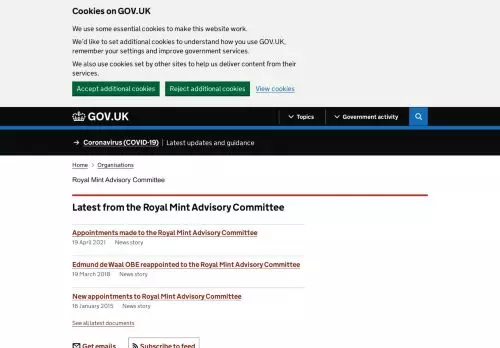 Cookies on GOV.UK
We use some essential cookies to make this website work.
We'd like to set additional cookies to understand how you use GOV.UK,
remember your settings and improve government services.
We also use cookies set by other sites to help us deliver content from their
services.
Accept additional cookies Reject additional cookies View cookies
GOV.UK Topics Government activity
→ Coronavirus (COVID-19) Latest updates and guidance
Home > Organisations
Royal Mint Advisory Committee
Latest from the Royal Mint Advisory Committee
Appointments made to the Royal Mint Advisory Committee
19 April 2021 News story
Edmund de Waal OBE reappointed to the Royal Mint Advisory Committee
19 March 2018 News story
New appointments to Royal Mint Advisory Committee
16 January 2015 News story
See all latest documents
Get emails Subscribe to feed